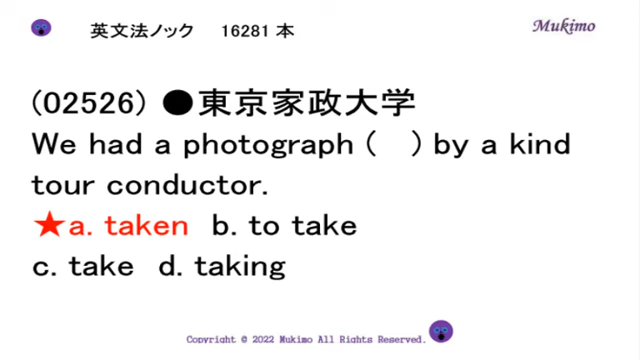 英文法ノック 16281 本
Mukimo
(02526) ●東京家政大学
We had a photograph (   ) by a kind
tour conductor.
★a. taken  b. to take
c. take  d. taking
Copyright © 2022 Mukimo All Rights Reserved.